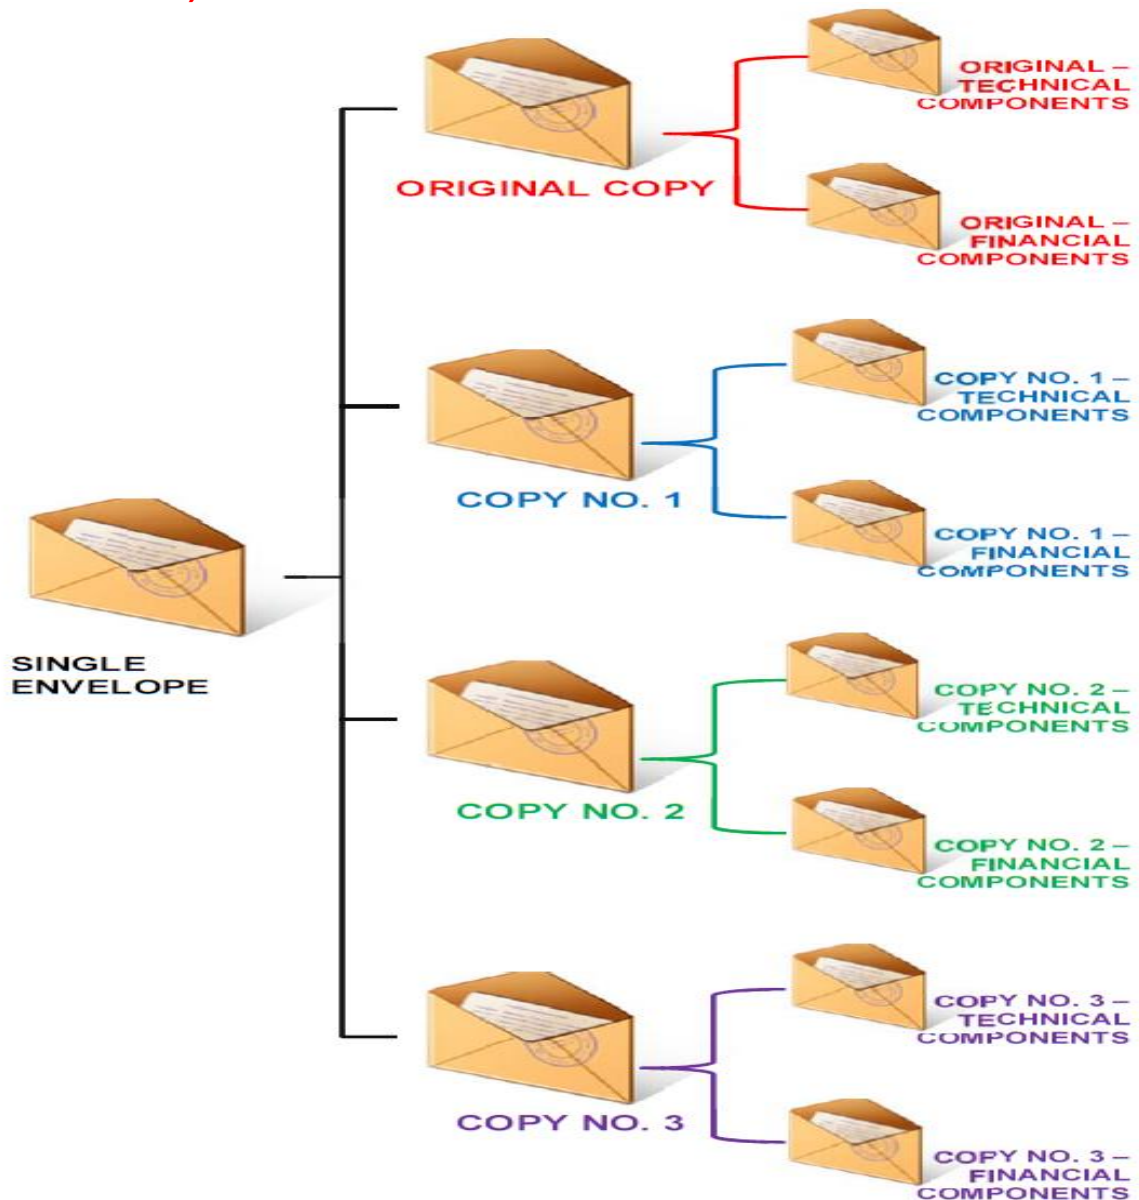 ORIGINAL –
TECHNICAL
COMPONENTS
ORIGINAL COPY
ORIGINAL –
FINANCIAL
COMPONENTS
COPY NO. 1 –
TECHNICAL
COMPONENTS
COPY NO. 1
COPY NO. 1 –
FINANCIAL
COMPONENTS
SINGLE
ENVELOPE
COPY NO. 2 –
TECHNICAL
COMPONENTS
COPY NO. 2
COPY NO. 2 –
FINANCIAL
COMPONENTS
COPY NO. 3 –
TECHNICAL
COMPONENTS
COPY NO. 3
COPY NO. 3 –
FINANCIAL
COMPONENTS